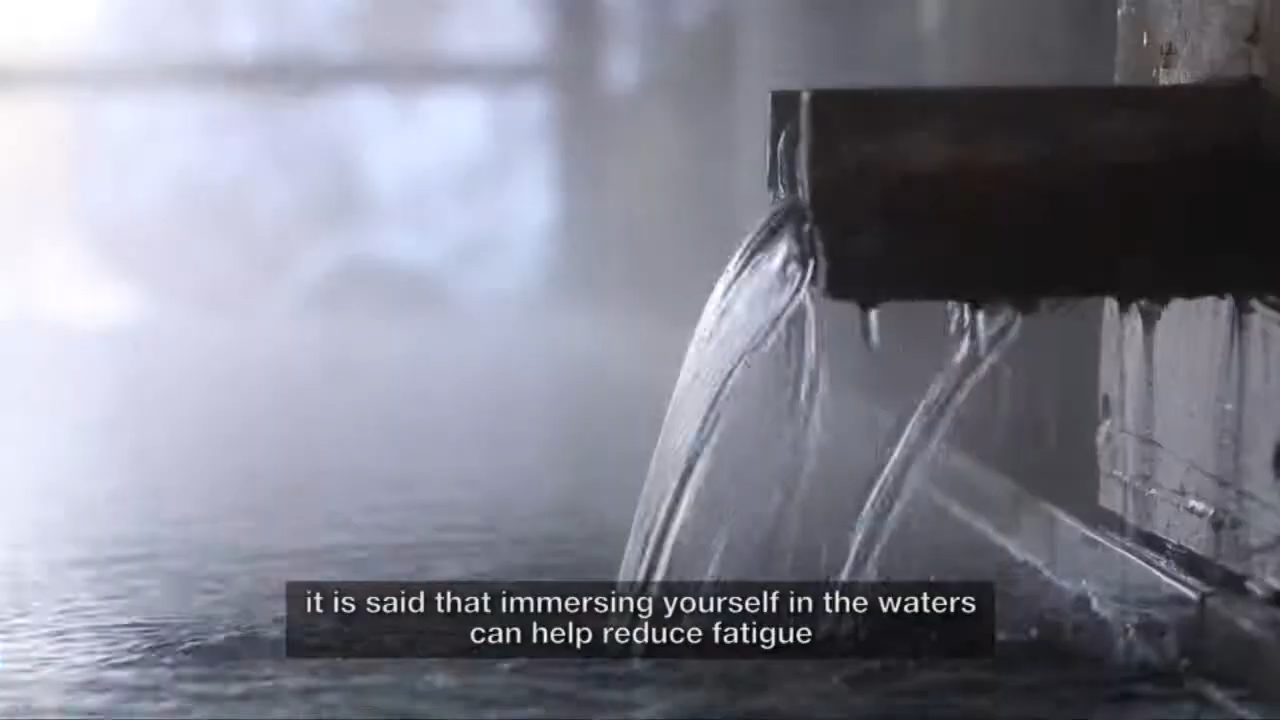 it is said that immersing yourself in the waters
can help reduce fatigue